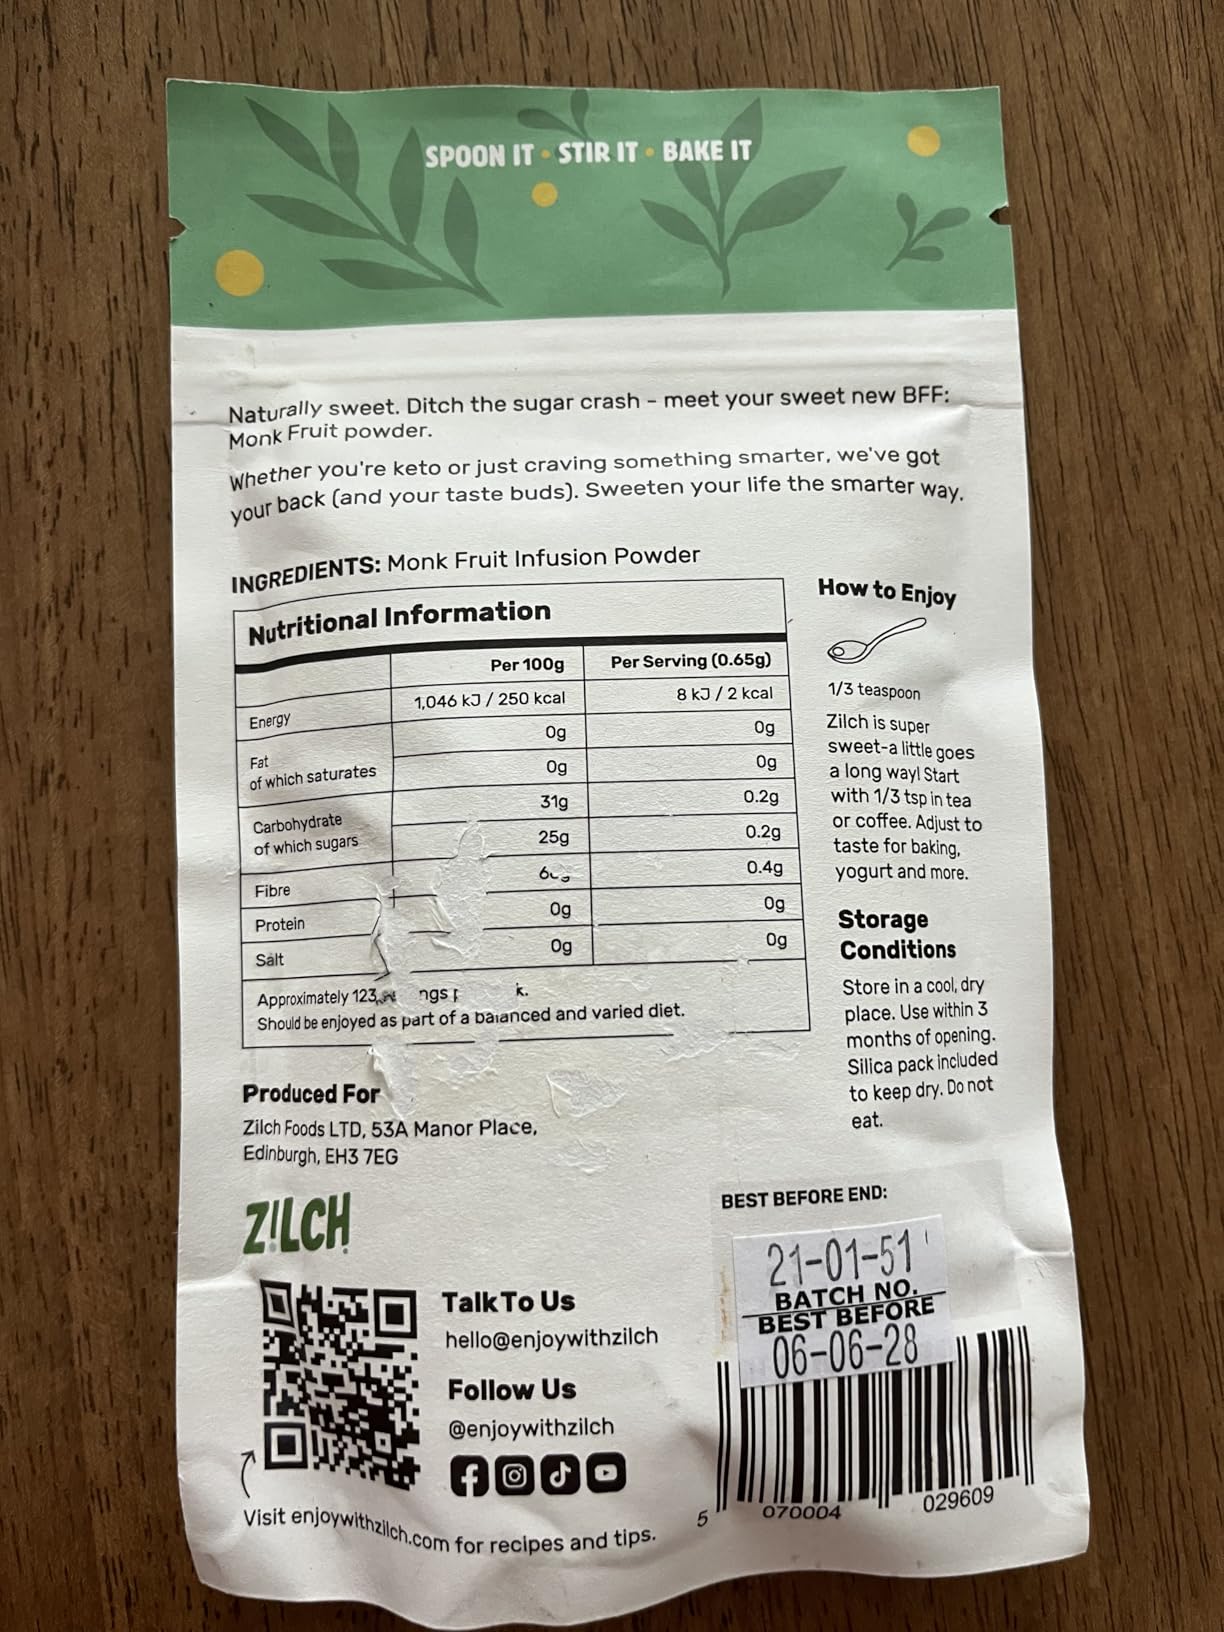 SPOON IT • STIR IT • BAKE IT
Naturally sweet. Ditch the sugar crash - meet your sweet new BFF:
Monk Fruit powder.
Whether you're keto or just craving something smarter, we've got
your back (and your taste buds). Sweeten your life the smarter way.
INGREDIENTS: Monk Fruit Infusion Powder
Nutritional Information
Per 100g Per Serving (0.65g)
Energy 1,046 kJ / 250 kcal 8 kJ / 2 kcal
Fat 0g 0g
of which saturates 0g 0g
Carbohydrate 31g 0.2g
of which sugars 25g 0.2g
Fibre 0.4g
Protein 0g 0g
Salt 0g 0g
Approximately 123
Should be enjoyed as part of a balanced and varied diet.
How to Enjoy
1/3 teaspoon
Zilch is super
sweet-a little goes
a long way! Start
with 1/3 tsp in tea
or coffee. Adjust to
taste for baking,
yogurt and more.
Storage
Conditions
Store in a cool, dry
place. Use within 3
months of opening.
Silica pack included
to keep dry. Do not
eat.
Produced For
Zilch Foods LTD, 53A Manor Place,
Edinburgh, EH3 7EG
ZILCH
Talk To Us
hello@enjoywithzilch
Follow Us
@enjoywithzilch
Visit enjoywithzilch.com for recipes and tips.
BEST BEFORE END:
21-01-51
BATCH NO.
BEST BEFORE
06-06-28
5 070004 029609